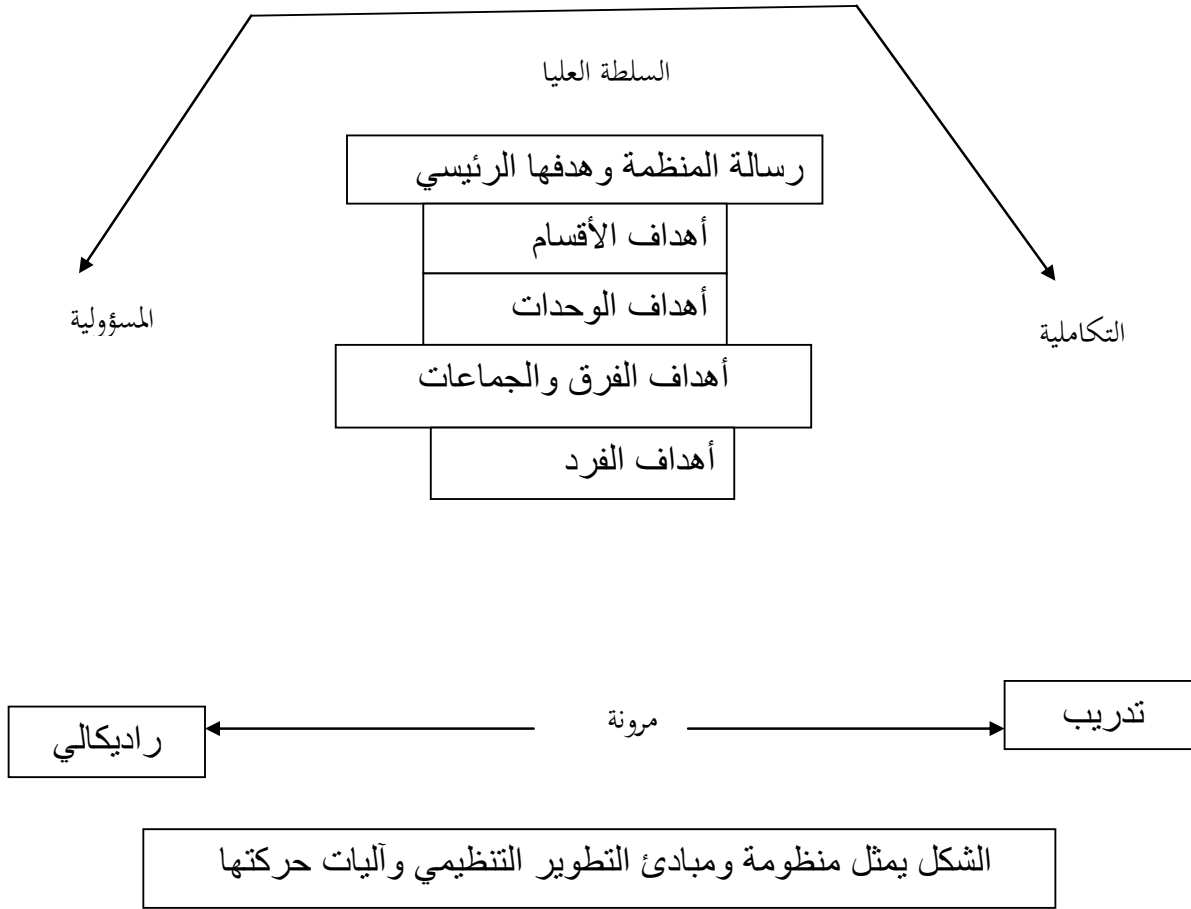 السلطة العليا
رسالة المنظمة وهدفها الرئيسي
أهداف الأقسام
أهداف الوحدات
التكاملية
المسؤولية
أهداف الفرق والجماعات
أهداف الفرد
تدريب
مرونة
راديكالي
الشكل يمثل منظومة ومبادئ التطوير التنظيمي وآليات حركتها